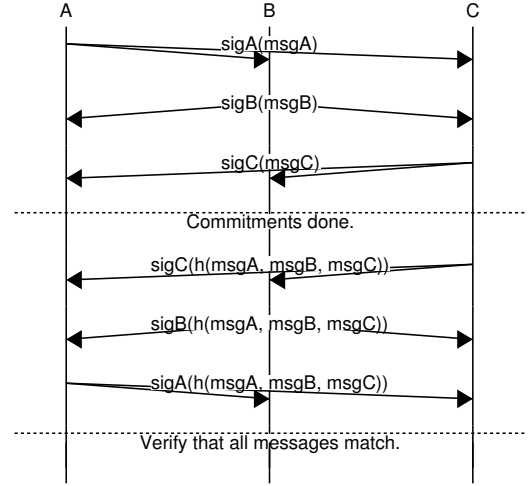 A B C
sigA(msgA)
sigB(msgB)
sigC(msgC)
Commitments done.
sigC(h(msgA, msgB, msgC))
sigB(h(msgA, msgB, msgC))
sigA(h(msgA, msgB, msgC))
Verify that all messages match.